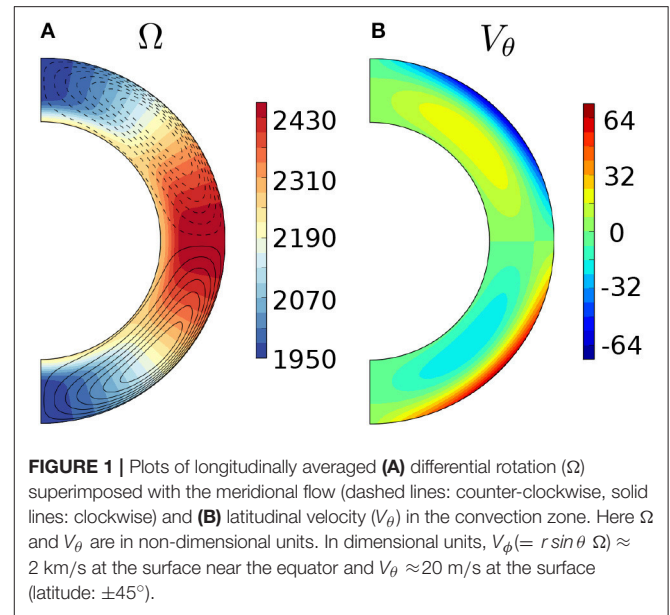 A
Ω
B
V_θ
2430
2310
2190
2070
1950
64
32
0
-32
-64
FIGURE 1 | Plots of longitudinally averaged (A) differential rotation (Ω)
superimposed with the meridional flow (dashed lines: counter-clockwise, solid
lines: clockwise) and (B) latitudinal velocity (V_θ) in the convection zone. Here Ω
and V_θ are in non-dimensional units. In dimensional units, V_ϕ(= r sin θ Ω) ≈
2 km/s at the surface near the equator and V_θ ≈20 m/s at the surface
(latitude: ±45°).